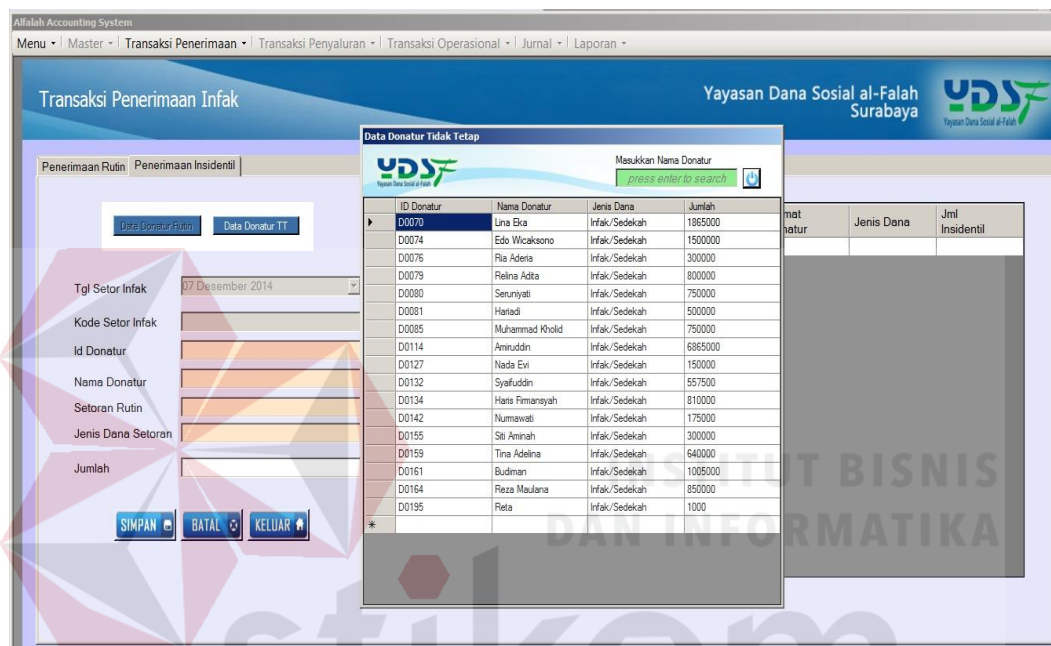 Alfalah Accounting System
Menu Master Transaksi Penerimaan Transaksi Penyaluran Transaksi Operasional Jurnal Laporan
Transaksi Penerimaan Infak
Yayasan Dana Sosial al-Falah
Surabaya
YDSF
Yayasan Dana Sosial al-Falah
Penerimaan Rutin Penerimaan Insidentil
Data Donatur Rutin Data Donatur TT
Tgl Setor Infak 07 Desember 2014
Kode Setor Infak
Id Donatur
Nama Donatur
Setoran Rutin
Jenis Dana Setoran
Jumlah
SIMPAN BATAL KELUAR
Data Donatur Tidak Tetap
YDSF
Yayasan Dana Sosial al-Falah
Masukkan Nama Donatur
press enter to search
ID Donatur Nama Donatur Jenis Dana Jumlah
D0070 Lina Eka Infak/Sedekah 1865000
D0074 Edo Wicaksono Infak/Sedekah 1500000
D0076 Ria Aderia Infak/Sedekah 300000
D0079 Relina Adita Infak/Sedekah 800000
D0080 Seruniyati Infak/Sedekah 750000
D0081 Hariadi Infak/Sedekah 500000
D0085 Muhammad Kholid Infak/Sedekah 750000
D0114 Amiruddin Infak/Sedekah 6865000
D0127 Nada Evi Infak/Sedekah 150000
D0132 Syaifuddin Infak/Sedekah 557500
D0134 Haris Firmansyah Infak/Sedekah 810000
D0142 Nurmawati Infak/Sedekah 175000
D0155 Siti Aminah Infak/Sedekah 300000
D0159 Tina Adelina Infak/Sedekah 640000
D0161 Budiman Infak/Sedekah 1005000
D0164 Reza Maulana Infak/Sedekah 850000
D0195 Reta Infak/Sedekah 1000
mat
natur
Jenis Dana
Jml
Insidentil
INSTITUT BISNIS
DAN INFORMATIKA
stikom